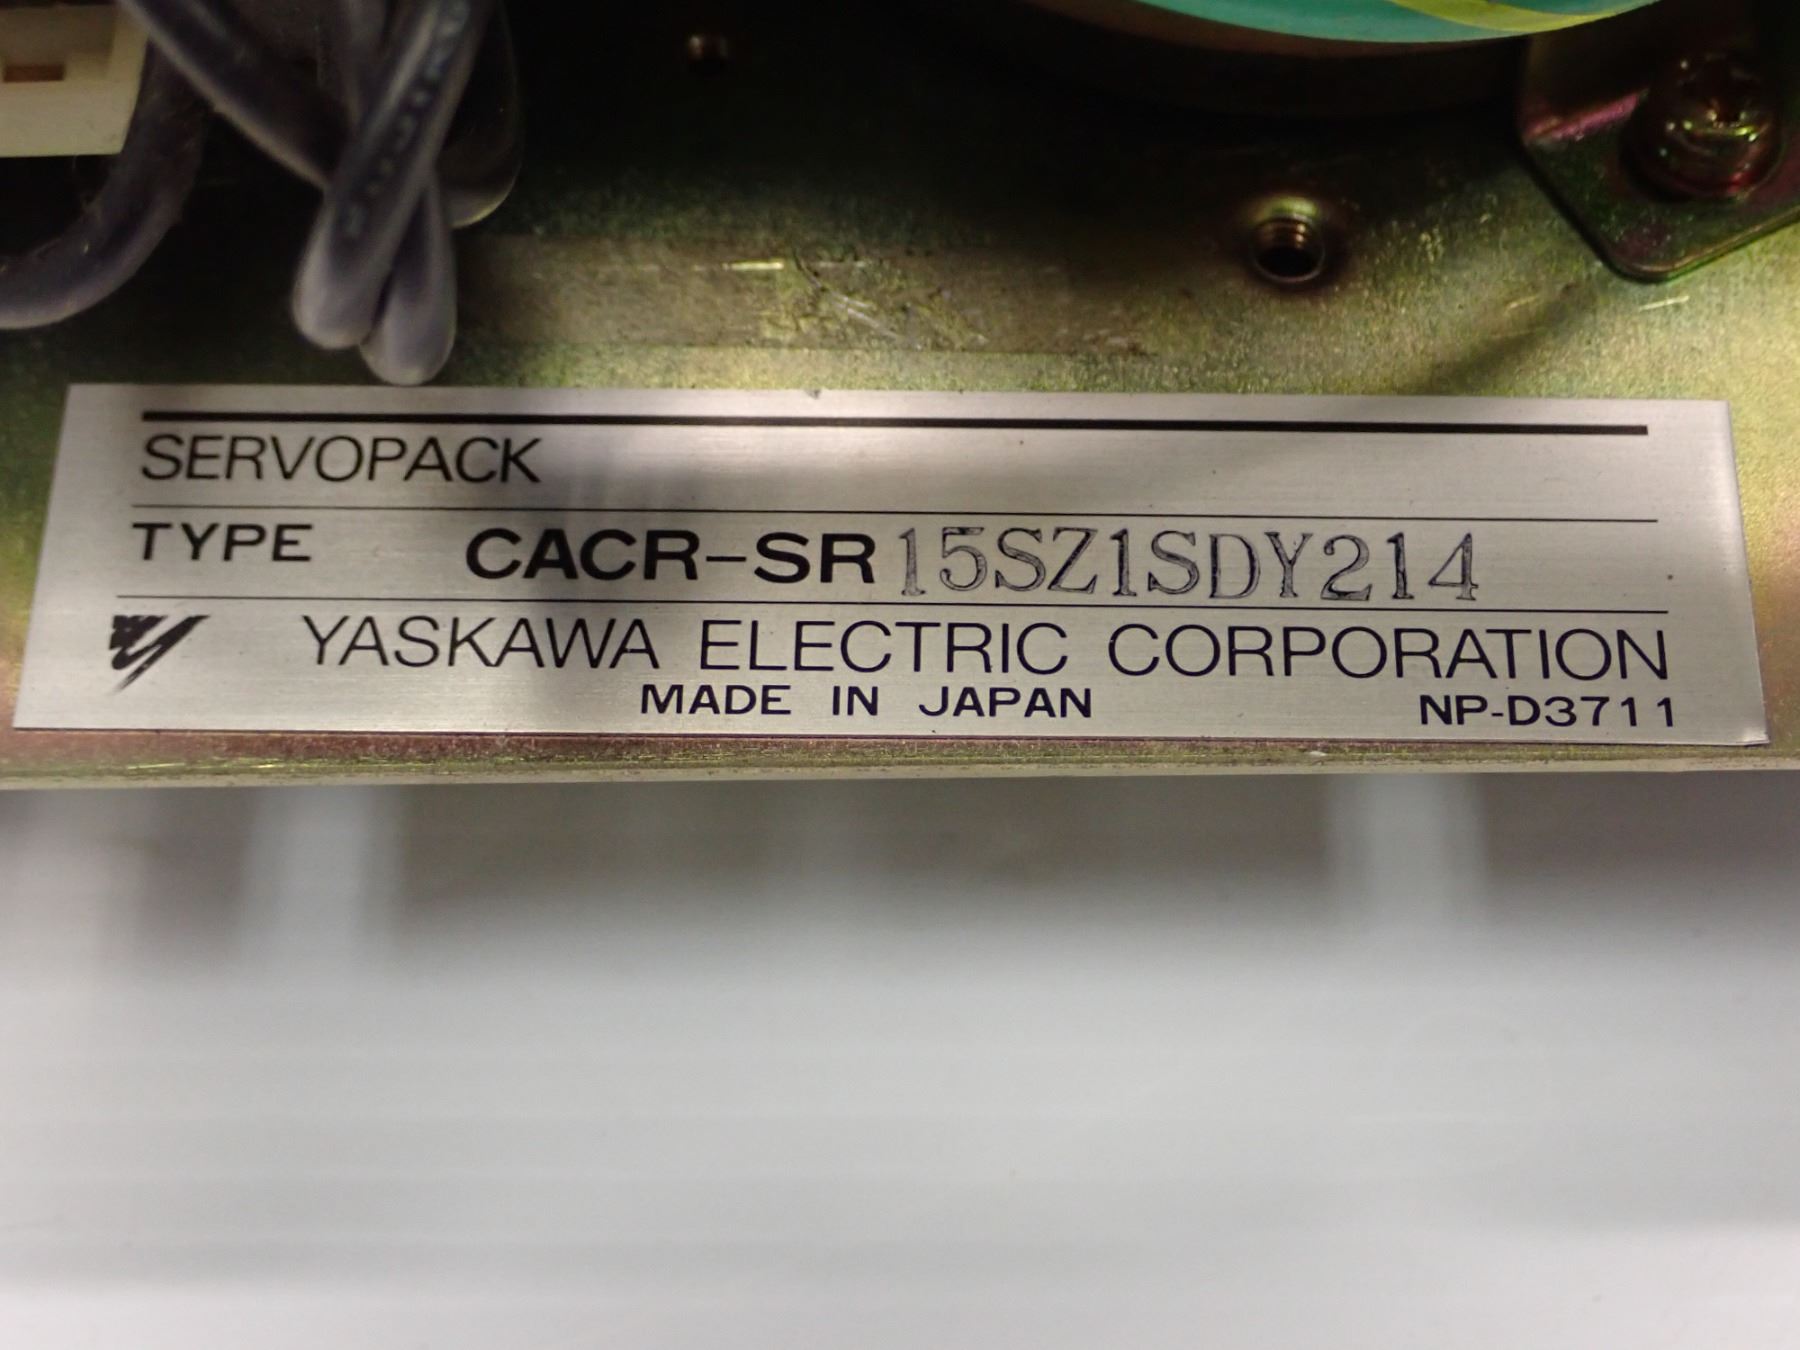 SERVOPACK
TYPE CACR-SR15SZ1SDY214
YASKAWA ELECTRIC CORPORATION
MADE IN JAPAN NP-D3711